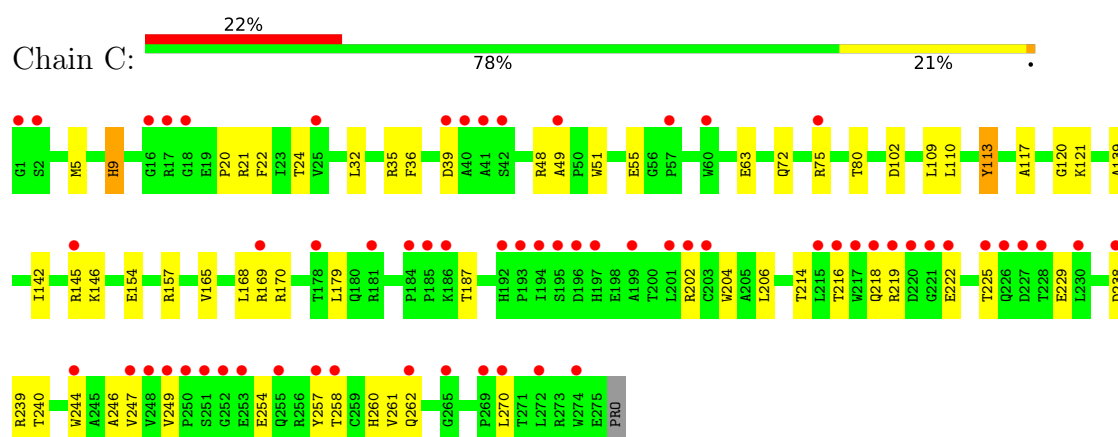 22%
Chain C:
78% 21% •
G1 S2 M5 H9 G16 R17 G18 E19 P20 R21 F22 I23 T24 V25 L32 R35 F36 D39 A40 A41 S42 R48 A49 P50 W51 E55 G56 P57 W60 E63 Q72 R75 T80 D102 L109 L110 Y113 A117 G120 K121 A139
I142 R145 K146 E154 R157 V165 L168 R169 R170 T178 L179 Q180 R181 P184 P185 K186 T187 H192 P193 I194 S195 D196 H197 E198 A199 T200 L201 R202 C203 W204 A205 L206 T214 L215 T216 W217 Q218 R219 D220 G221 E222 T225 Q226 D227 T228 E229 L230 D238
R239 T240 W244 A245 A246 V247 V248 V249 P250 S251 G252 E253 E254 Q255 R256 Y257 T258 C259 H260 V261 Q262 G265 P269 L270 T271 L272 R273 W274 E275 PRO